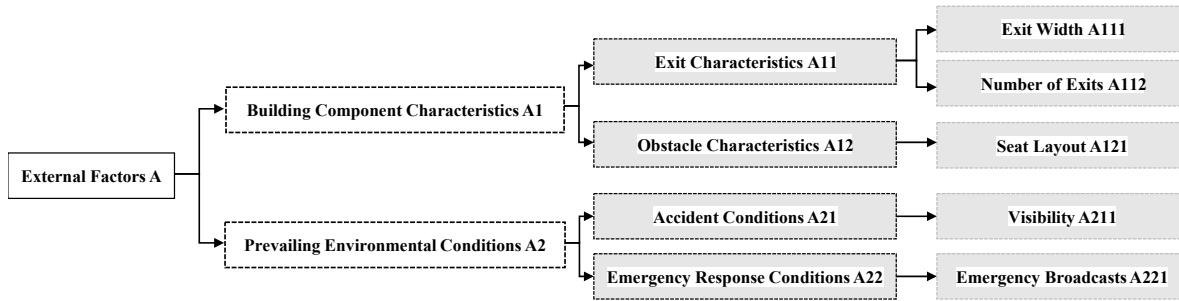 External Factors A
Building Component Characteristics A1
Prevailing Environmental Conditions A2
Exit Characteristics A11
Obstacle Characteristics A12
Accident Conditions A21
Emergency Response Conditions A22
Exit Width A111
Number of Exits A112
Seat Layout A121
Visibility A211
Emergency Broadcasts A221